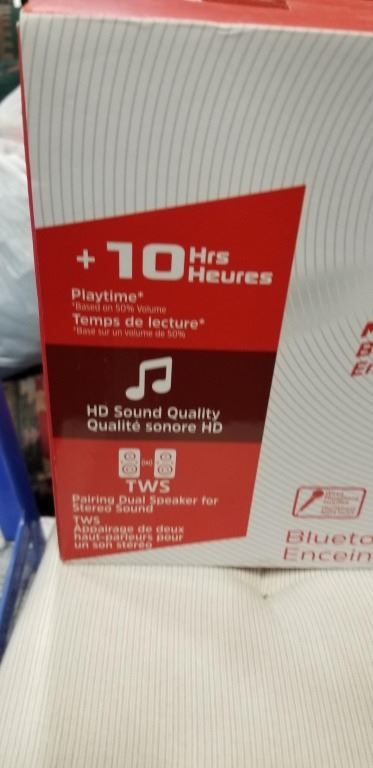 + 10 Hrs
Heures
Playtime*
*Based on 50% Volume
Temps de lecture*
*Basé sur un volume de 50%
HD Sound Quality
Qualité sonore HD
TWS
Pairing Dual Speaker for
Stereo Sound
TWS
Appairage de deux
haut-parleurs pour
un son stéréo
Blueto
Encein